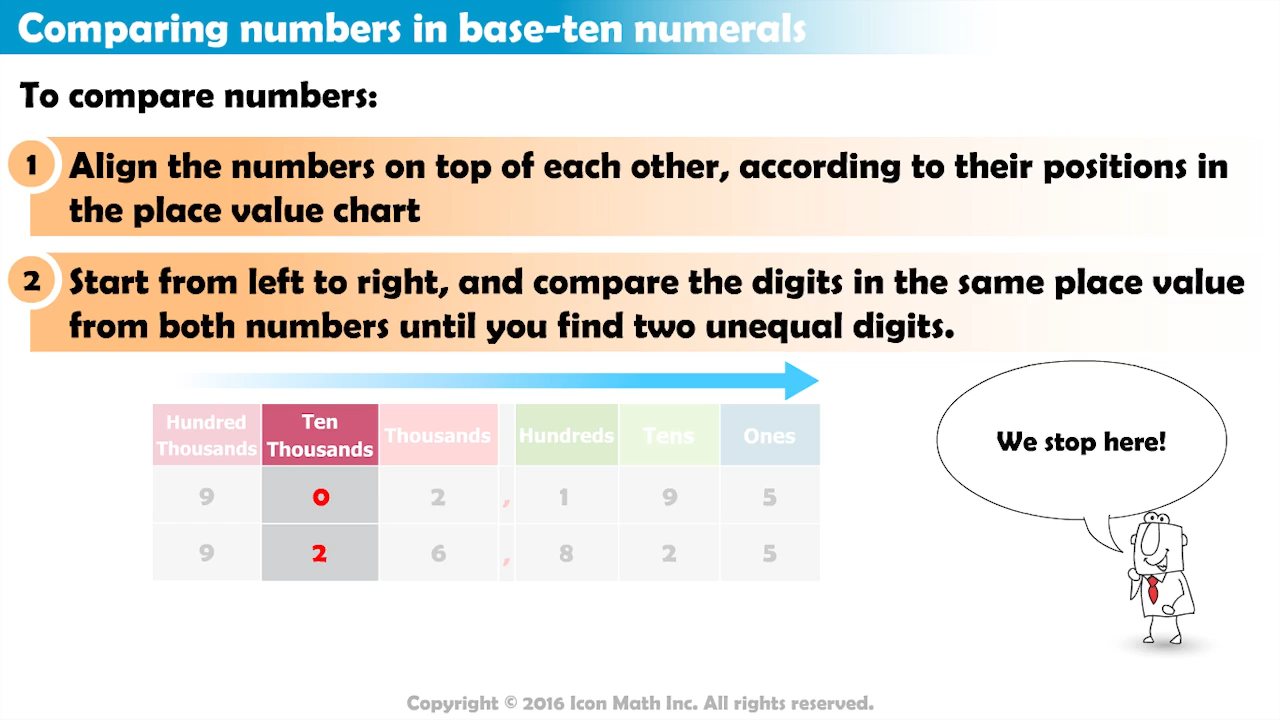 Comparing numbers in base-ten numerals
To compare numbers:
1 Align the numbers on top of each other, according to their positions in
the place value chart
2 Start from left to right, and compare the digits in the same place value
from both numbers until you find two unequal digits.
Hundred Thousands Ten Thousands Thousands Hundreds Tens Ones
9 0 2 , 1 9 5
9 2 6 , 8 2 5
We stop here!
Copyright © 2016 Icon Math Inc. All rights reserved.